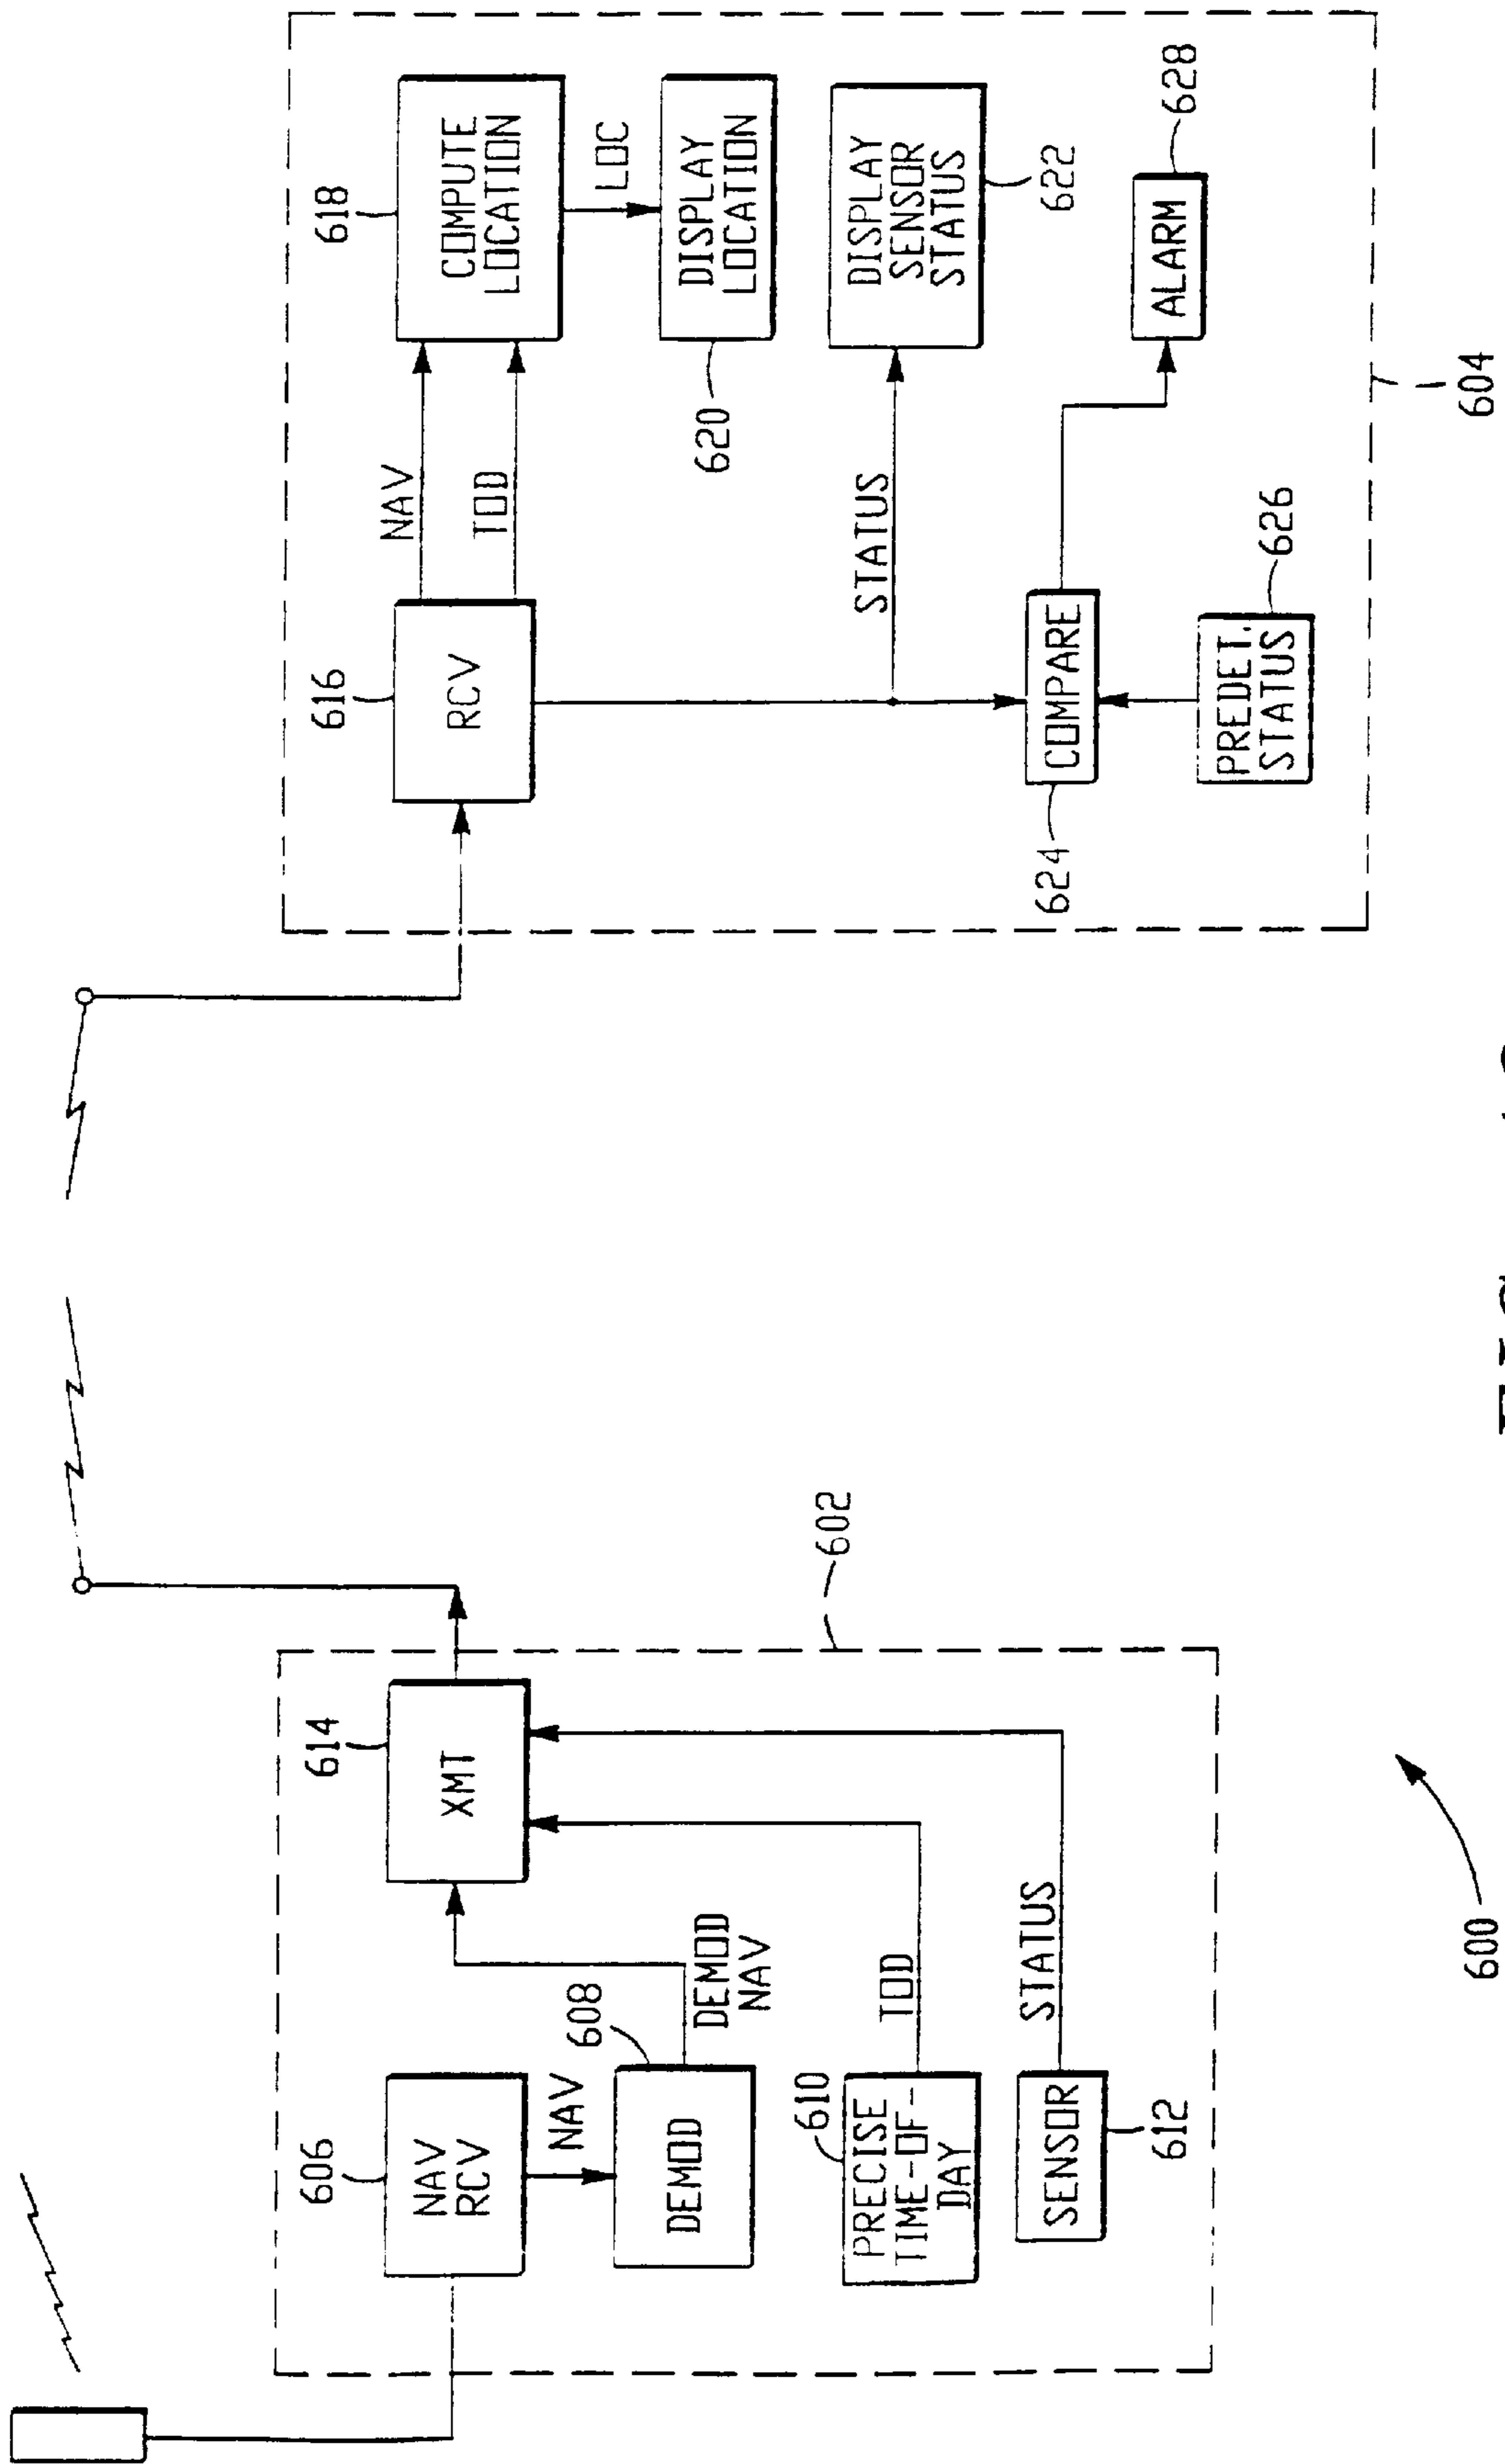 606
NAV
RCV
NAV
608
DEMOD
DEMOD
NAV
610
PRECISE
TIME-OF-
DAY
TOD
SENSOR
612
STATUS
614
XMT
602
600
616
RCV
NAV
TOD
618
COMPUTE
LOCATION
LOC
DISPLAY
LOCATION
620
STATUS
DISPLAY
SENSOR
STATUS
622
COMPARE
624
PREDET.
STATUS
626
ALARM
628
604